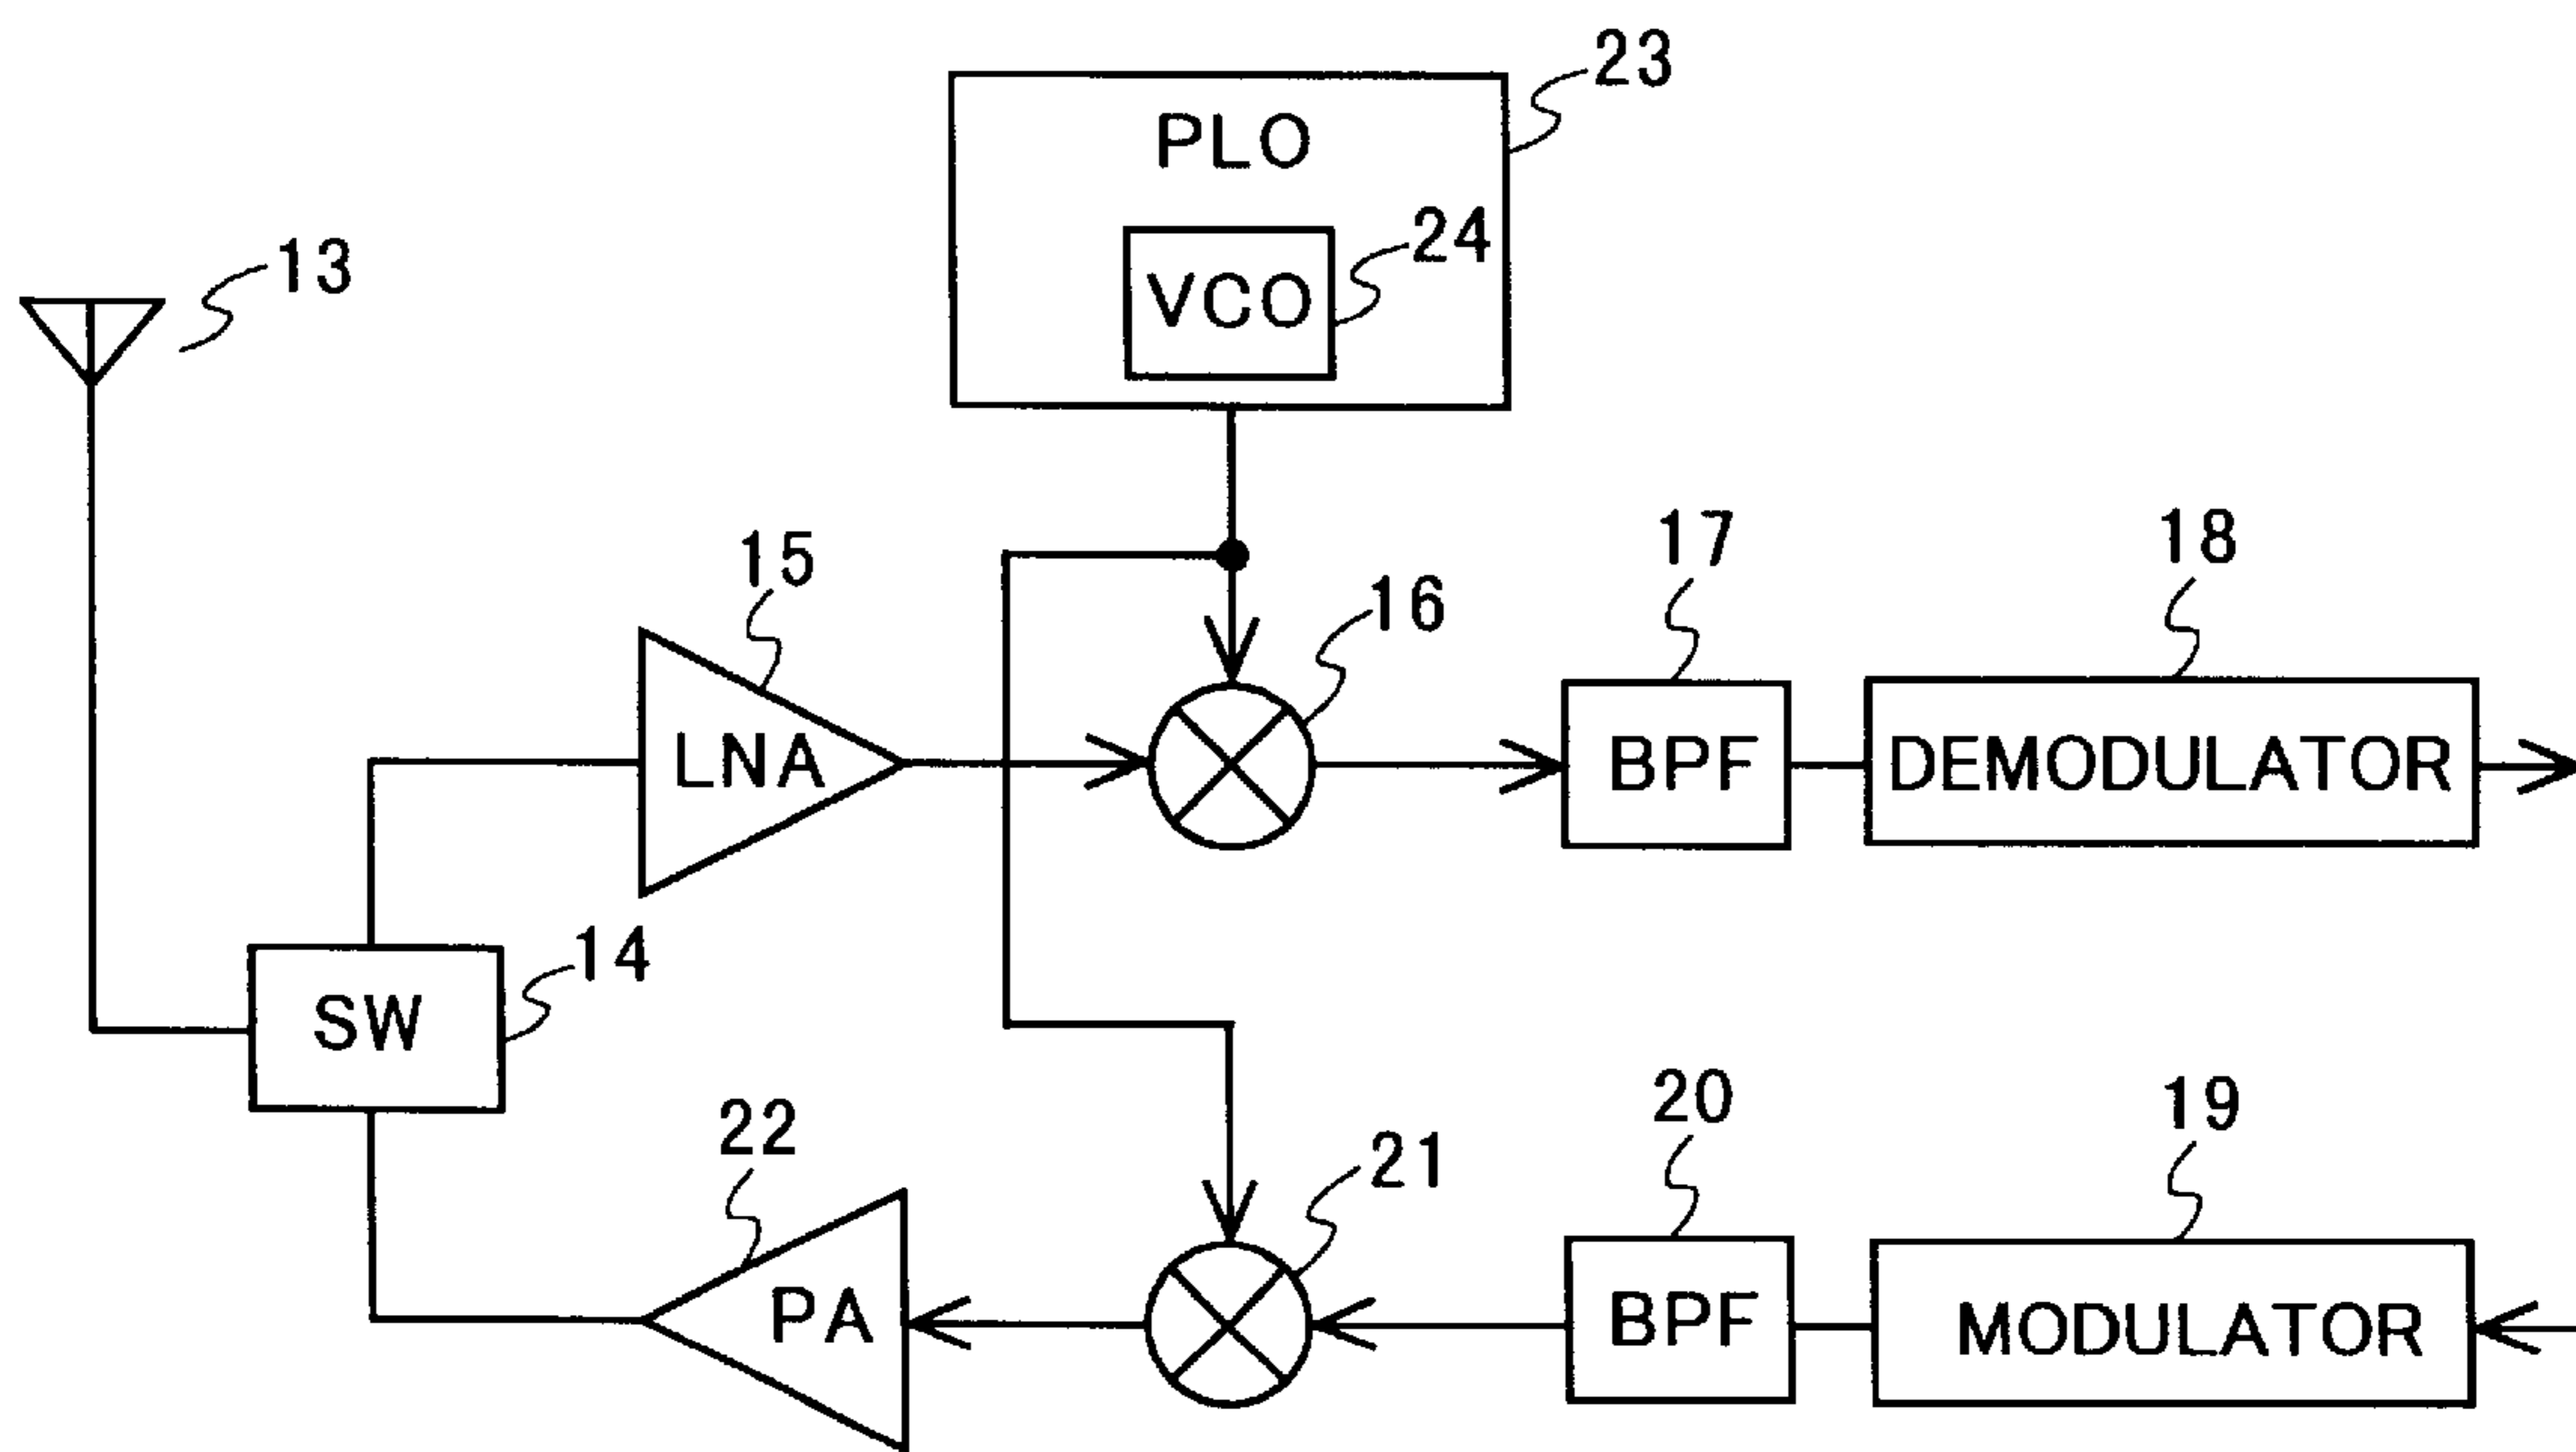 23
PLO
24
VCO
13
15
16
17
18
LNA
BPF
DEMODULATOR
14
SW
22
21
20
19
PA
BPF
MODULATOR